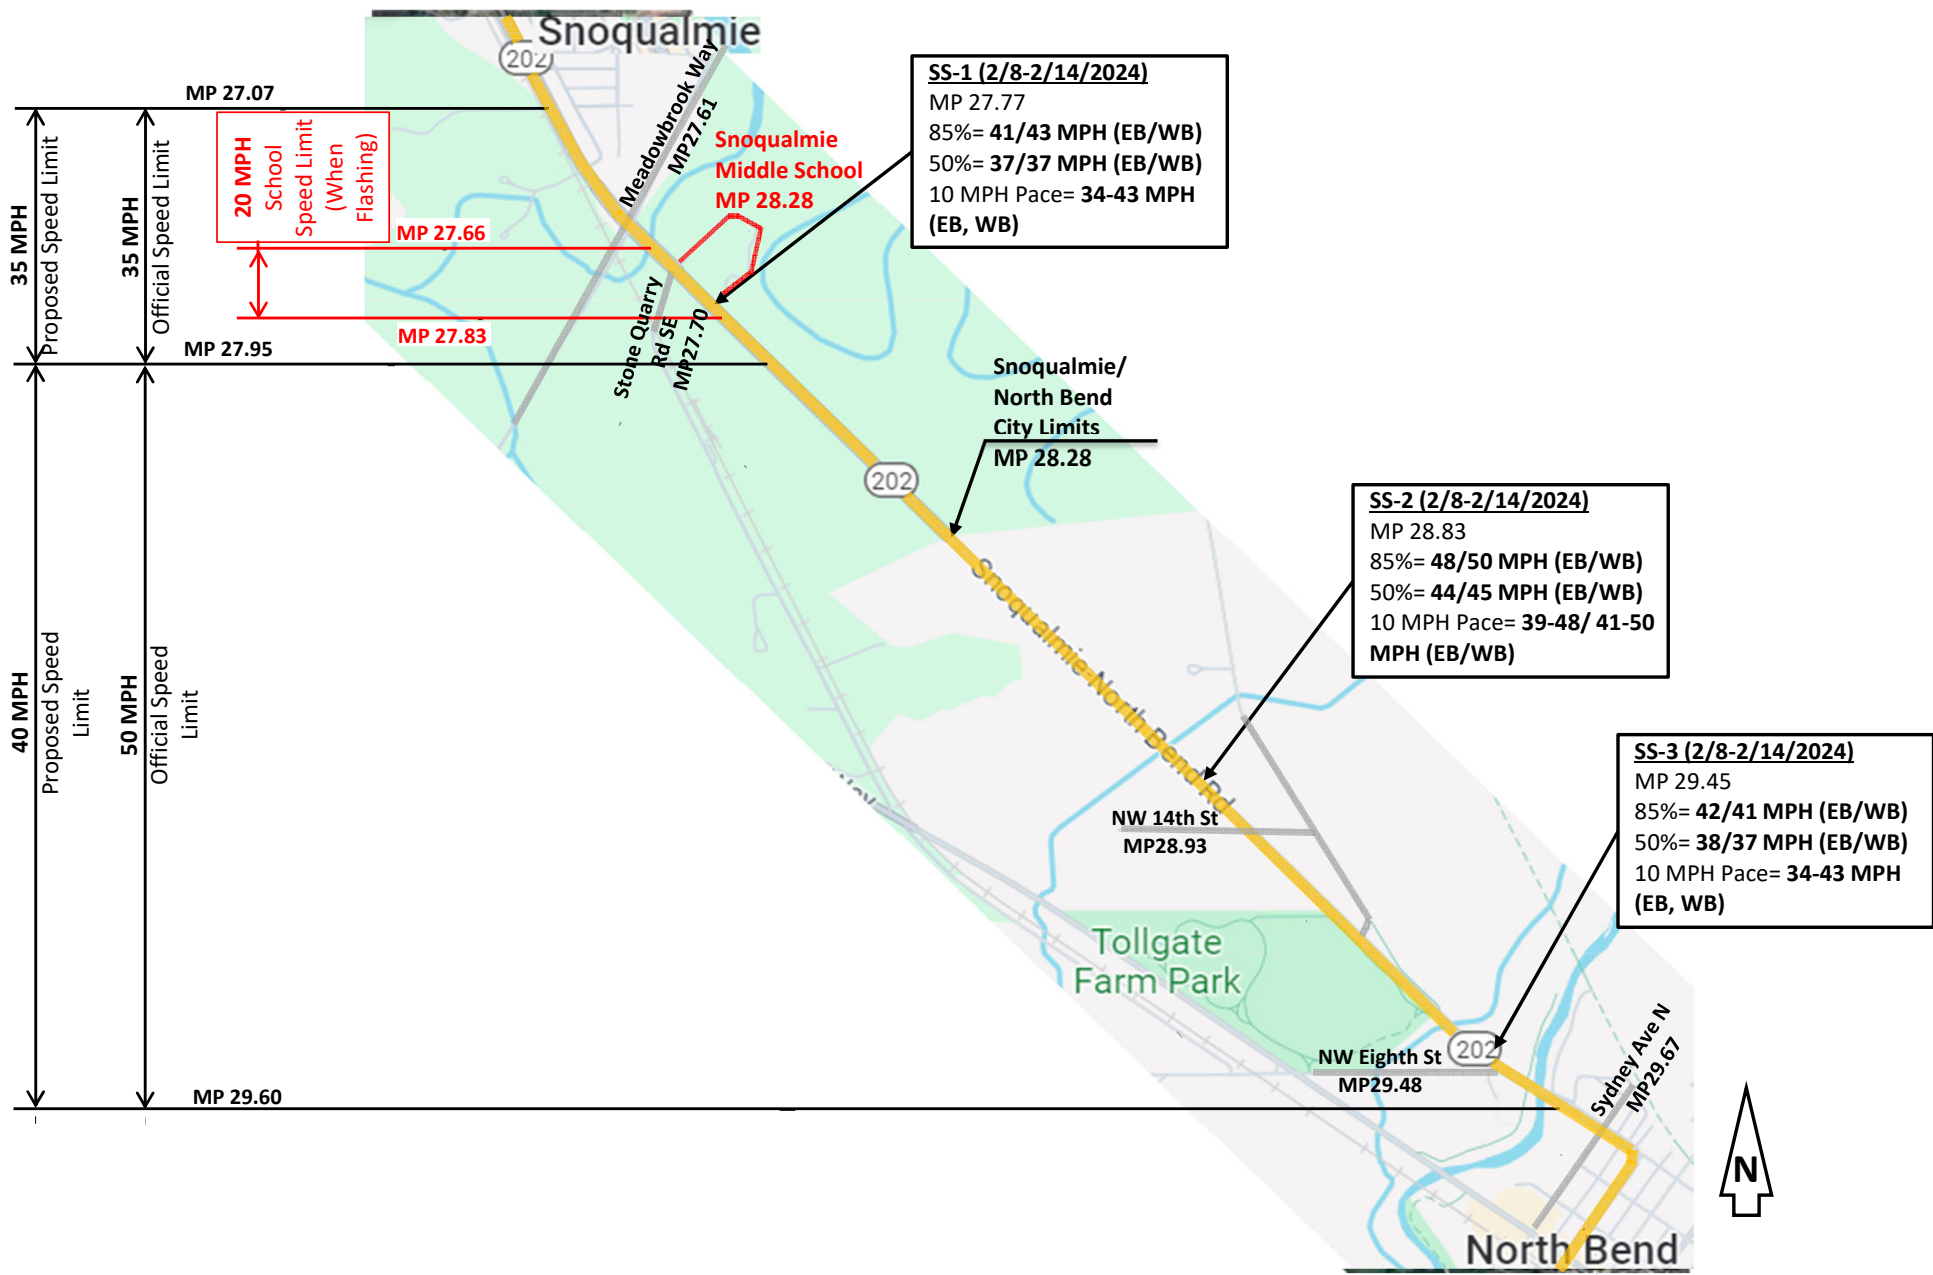 Snoqualmie
202
MP 27.07
35 MPH
Proposed Speed Limit
35 MPH
Official Speed Limit
20 MPH
School
Speed Limit
(When
Flashing)
MP 27.66
MP 27.83
MP 27.95
Meadowbrook Way
MP27.61
Snoqualmie
Middle School
MP 28.28
Stone Quarry
Rd SE
MP27.70
SS-1 (2/8-2/14/2024)
MP 27.77
85%= 41/43 MPH (EB/WB)
50%= 37/37 MPH (EB/WB)
10 MPH Pace= 34-43 MPH
(EB, WB)
Snoqualmie/
North Bend
City Limits
MP 28.28
202
Snoqualmie-North Bend Rd
SS-2 (2/8-2/14/2024)
MP 28.83
85%= 48/50 MPH (EB/WB)
50%= 44/45 MPH (EB/WB)
10 MPH Pace= 39-48/ 41-50
MPH (EB/WB)
40 MPH
Proposed Speed
Limit
50 MPH
Official Speed
Limit
SS-3 (2/8-2/14/2024)
MP 29.45
85%= 42/41 MPH (EB/WB)
50%= 38/37 MPH (EB/WB)
10 MPH Pace= 34-43 MPH
(EB, WB)
NW 14th St
MP28.93
Tollgate
Farm Park
202
NW Eighth St
MP29.48
Sydney Ave N
MP29.67
MP 29.60
N
North Bend